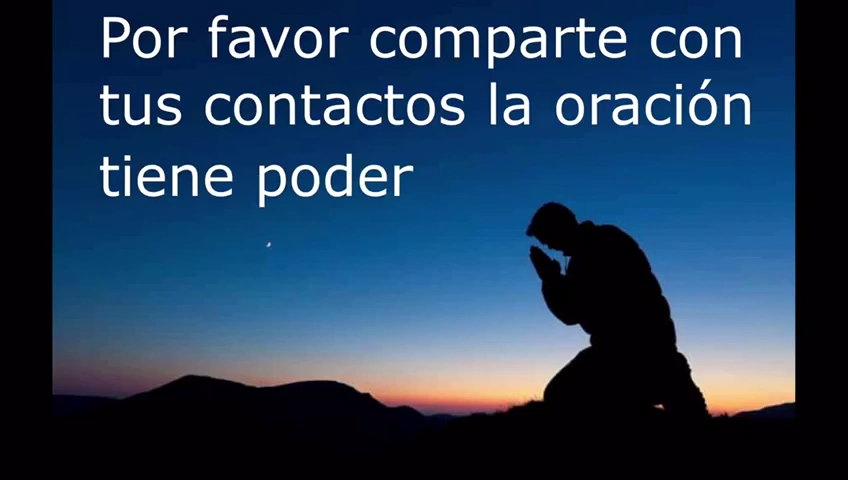 Por favor comparte con
tus contactos la oración
tiene poder